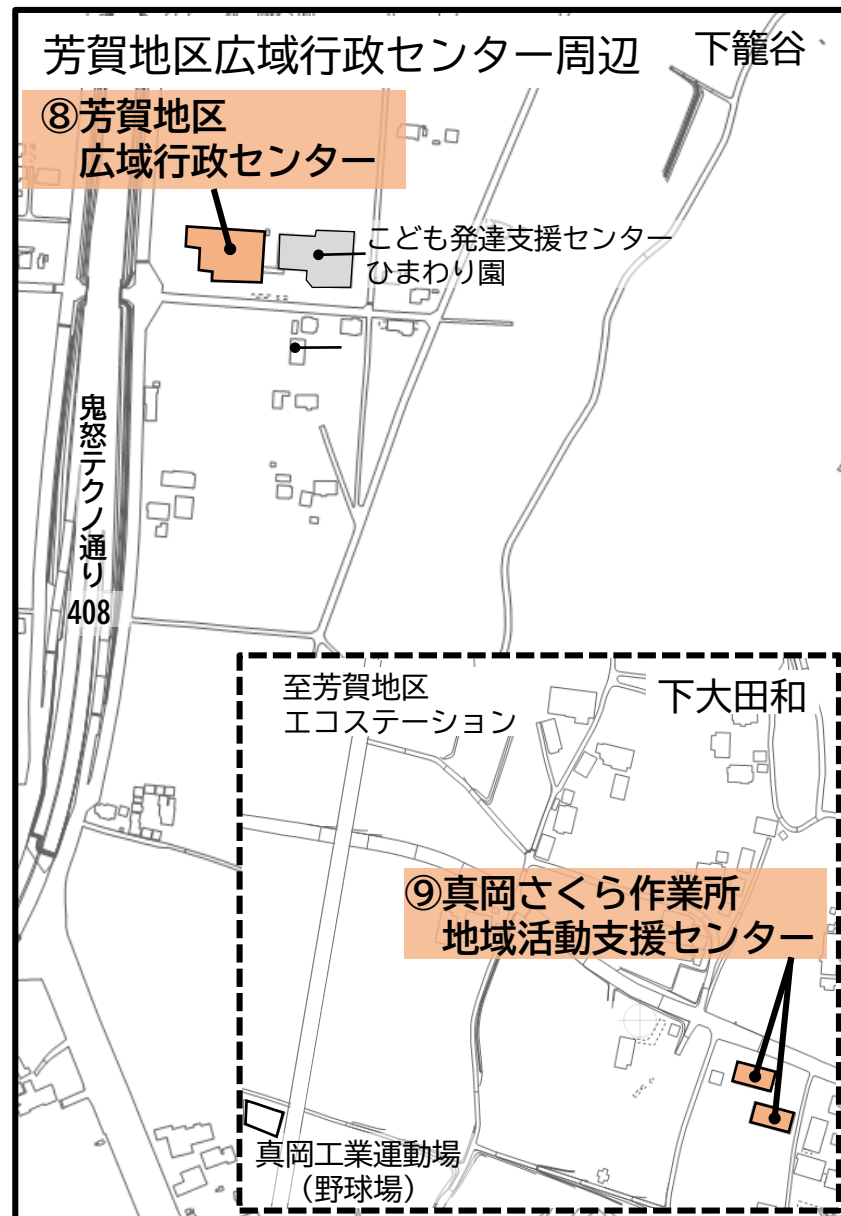 芳賀地区広域行政センター周辺
下籠谷
⑧芳賀地区
広域行政センター
こども発達支援センター
ひまわり園
鬼怒テクノ通り
408
至芳賀地区
エコステーション
下大田和
⑨真岡さくら作業所
地域活動支援センター
真岡工業運動場
（野球場）